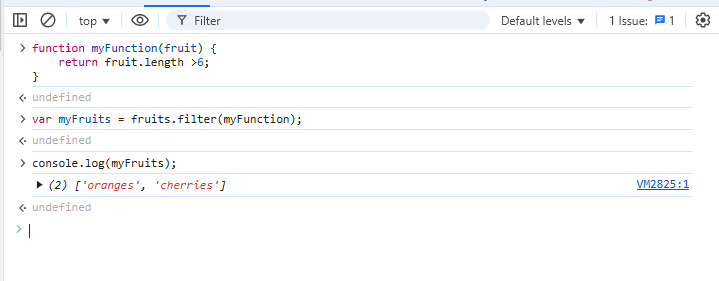 top Filter Default levels 1 Issue: 1
function myFunction(fruit) {
    return fruit.length >6;
}
undefined
var myFruits = fruits.filter(myFunction);
undefined
console.log(myFruits);
(2) ['oranges', 'cherries'] VM2825:1
undefined